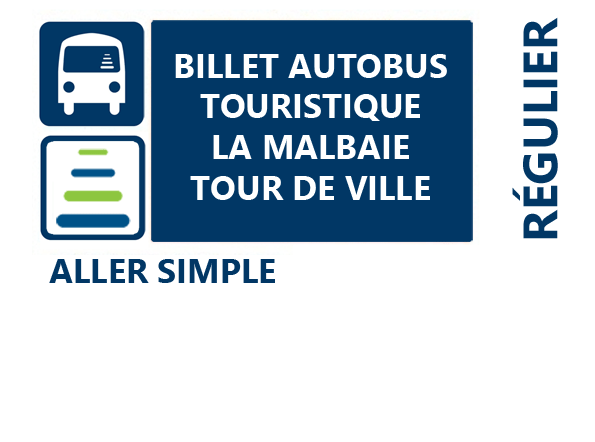 BILLET AUTOBUS
TOURISTIQUE
LA MALBAIE
TOUR DE VILLE
RÉGULIER
ALLER SIMPLE